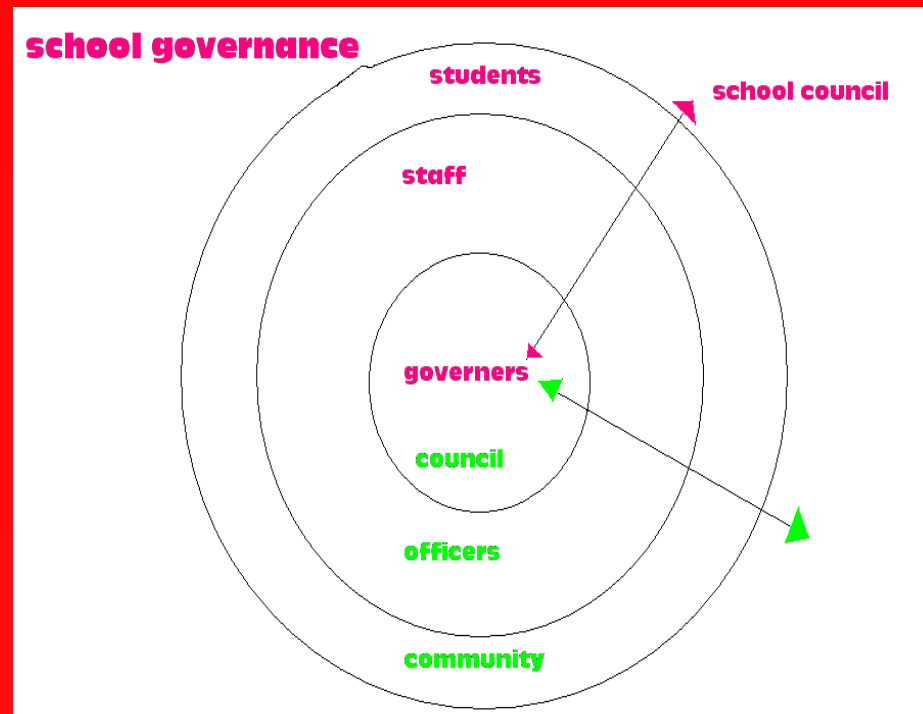 school governance
students
school council
staff
governers
council
officers
community